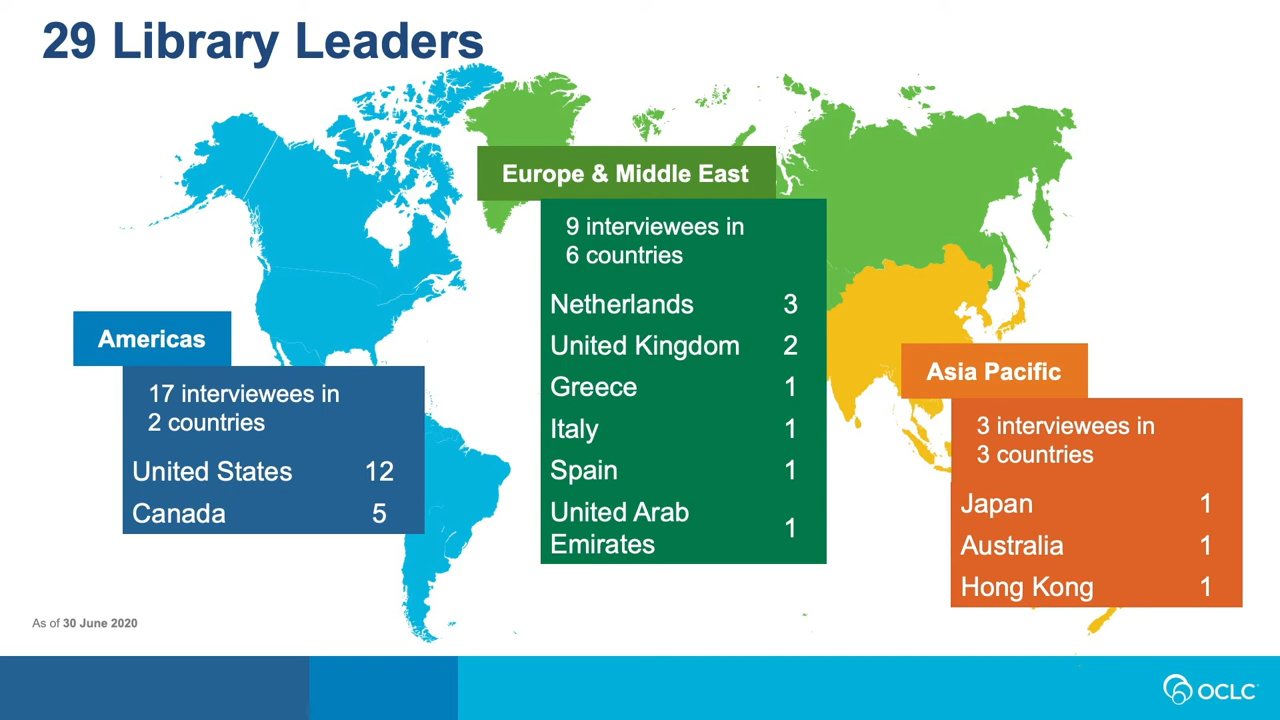 29 Library Leaders
Europe & Middle East
9 interviewees in
6 countries
Netherlands 3
United Kingdom 2
Greece 1
Italy 1
Spain 1
United Arab
Emirates 1
Americas
17 interviewees in
2 countries
United States 12
Canada 5
Asia Pacific
3 interviewees in
3 countries
Japan 1
Australia 1
Hong Kong 1
As of 30 June 2020
OCLC